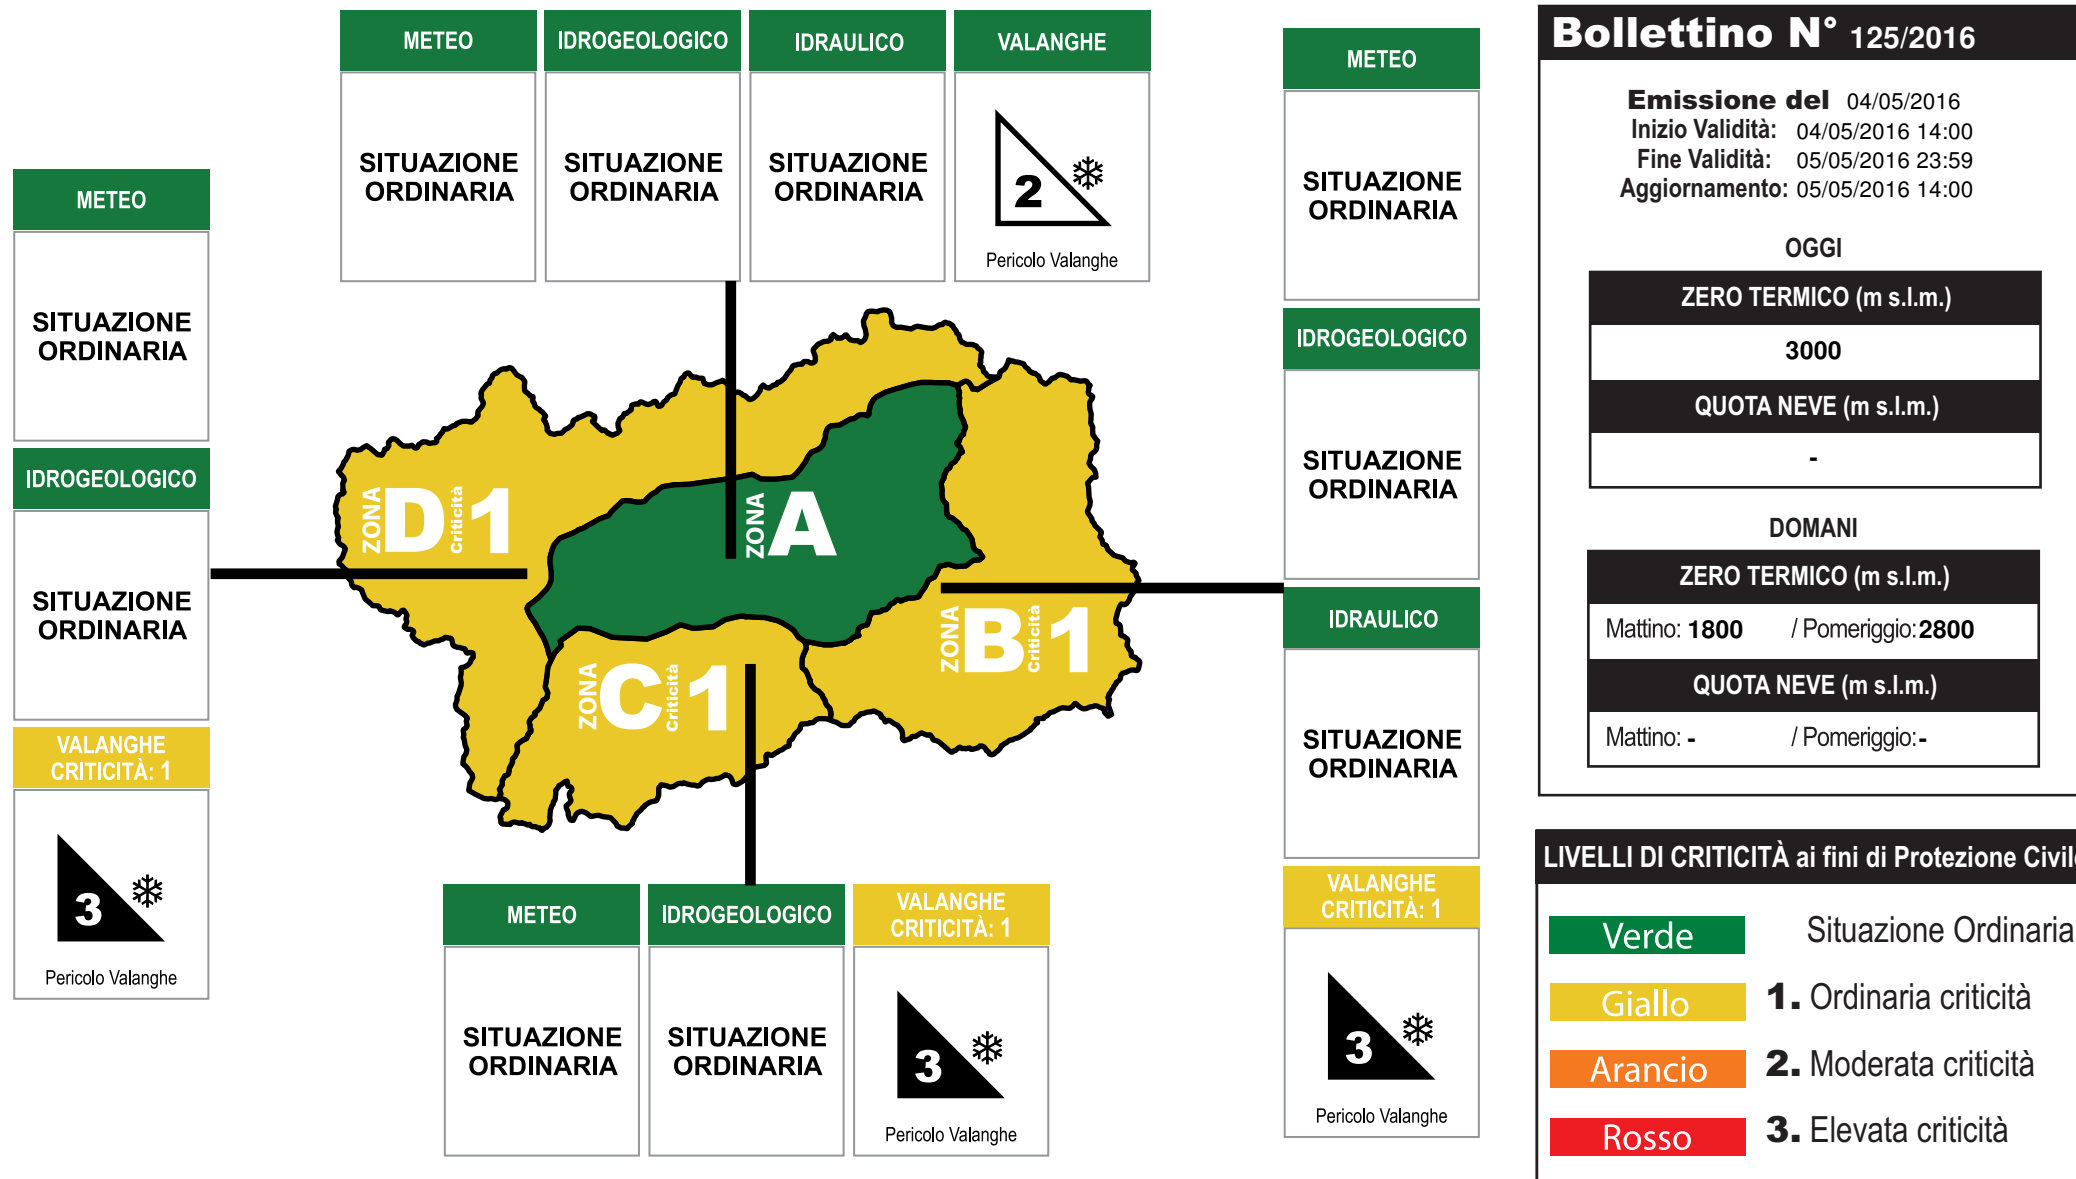 METEO
SITUAZIONE
ORDINARIA
IDROGEOLOGICO
SITUAZIONE
ORDINARIA
VALANGHE
CRITICITÀ: 1
3
Pericolo Valanghe
METEO
SITUAZIONE
ORDINARIA
IDROGEOLOGICO
SITUAZIONE
ORDINARIA
IDRAULICO
SITUAZIONE
ORDINARIA
VALANGHE
2
Pericolo Valanghe
ZONA D Criticità 1
ZONA A
ZONA B Criticità 1
ZONA C Criticità 1
METEO
SITUAZIONE
ORDINARIA
IDROGEOLOGICO
SITUAZIONE
ORDINARIA
VALANGHE
CRITICITÀ: 1
3
Pericolo Valanghe
METEO
SITUAZIONE
ORDINARIA
IDROGEOLOGICO
SITUAZIONE
ORDINARIA
IDRAULICO
SITUAZIONE
ORDINARIA
VALANGHE
CRITICITÀ: 1
3
Pericolo Valanghe
Bollettino N° 125/2016
Emissione del 04/05/2016
Inizio Validità: 04/05/2016 14:00
Fine Validità: 05/05/2016 23:59
Aggiornamento: 05/05/2016 14:00
OGGI
ZERO TERMICO (m s.l.m.)
3000
QUOTA NEVE (m s.l.m.)
-
DOMANI
ZERO TERMICO (m s.l.m.)
Mattino: 1800 / Pomeriggio: 2800
QUOTA NEVE (m s.l.m.)
Mattino: - / Pomeriggio: -
LIVELLI DI CRITICITÀ ai fini di Protezione Civile
Verde Situazione Ordinaria
Giallo 1. Ordinaria criticità
Arancio 2. Moderata criticità
Rosso 3. Elevata criticità